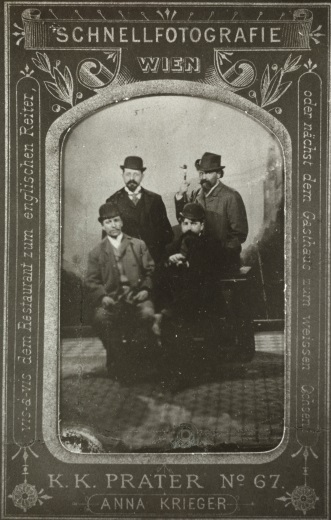 SCHNELLFOTOGRAFIE
WIEN
vis-à-vis dem Restaurant zum englischen Reiter,
oder nächst dem Gasthaus zum weissen Ochsen
K. K. PRATER No 67.
ANNA KRIEGER